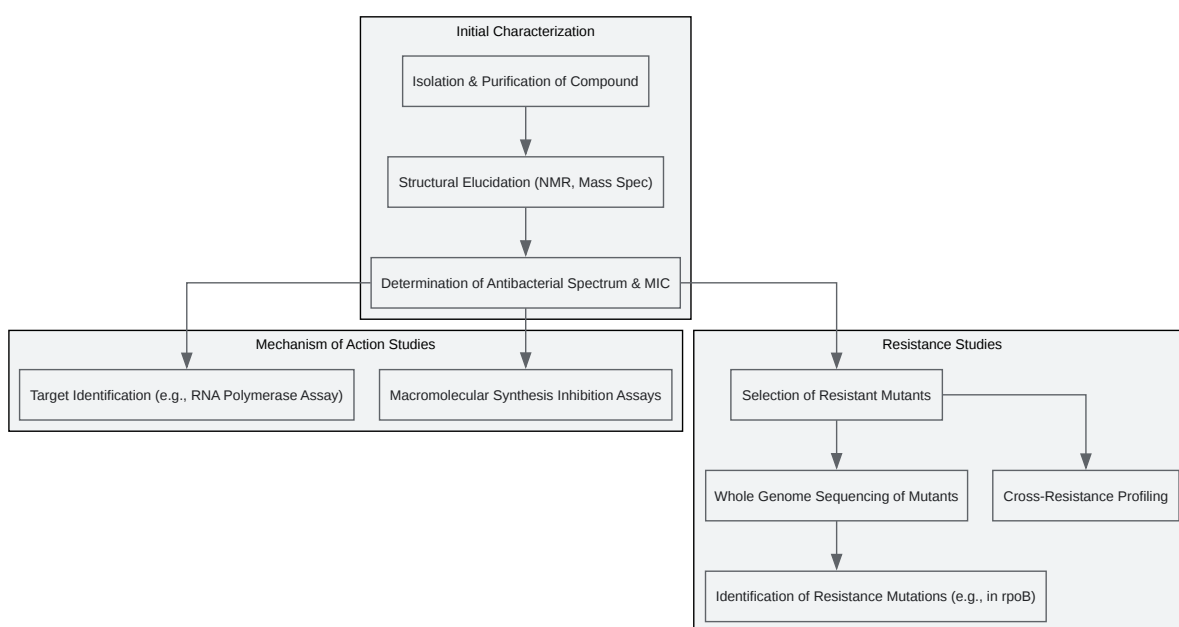 Initial Characterization
Isolation & Purification of Compound
Structural Elucidation (NMR, Mass Spec)
Determination of Antibacterial Spectrum & MIC
Mechanism of Action Studies
Target Identification (e.g., RNA Polymerase Assay)
Macromolecular Synthesis Inhibition Assays
Resistance Studies
Selection of Resistant Mutants
Whole Genome Sequencing of Mutants
Cross-Resistance Profiling
Identification of Resistance Mutations (e.g., in rpoB)